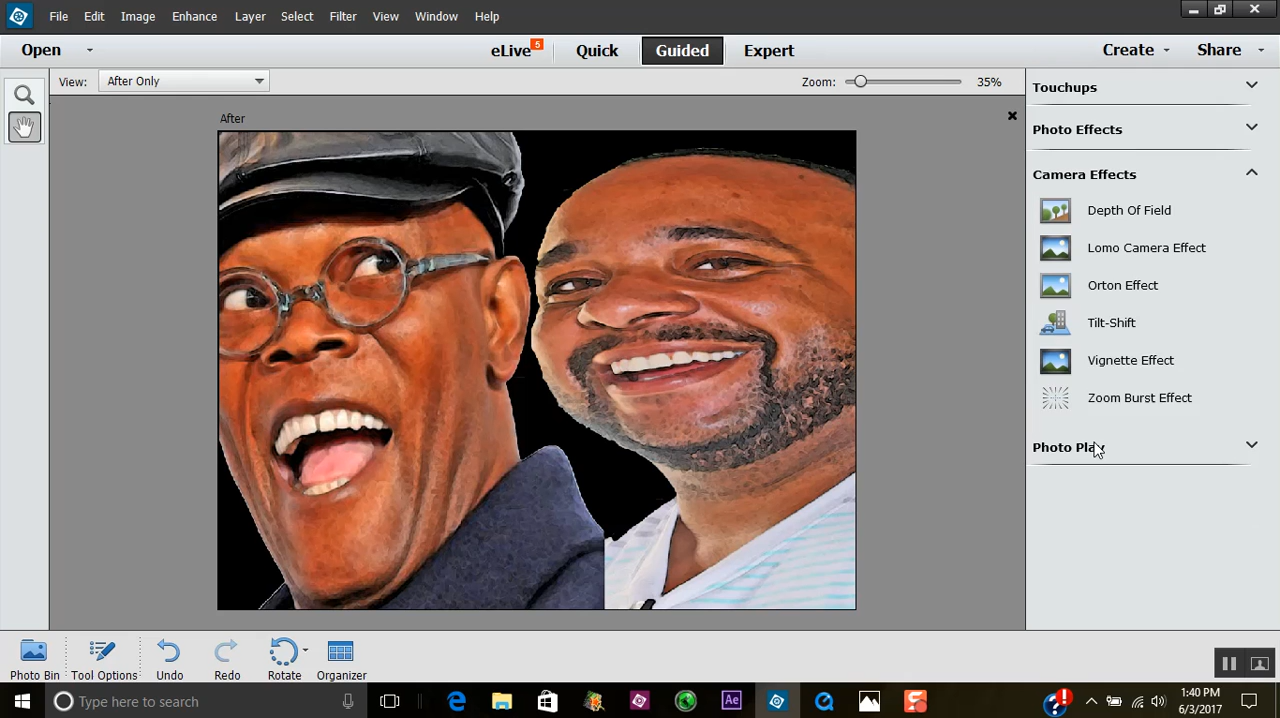 File Edit Image Enhance Layer Select Filter View Window Help
Open eLive 5 Quick Guided Expert Create Share
View: After Only Zoom: 35%
After
Touchups
Photo Effects
Camera Effects
Depth Of Field
Lomo Camera Effect
Orton Effect
Tilt-Shift
Vignette Effect
Zoom Burst Effect
Photo Play
Photo Bin Tool Options Undo Redo Rotate Organizer
Type here to search Ae 1:40 PM
6/3/2017